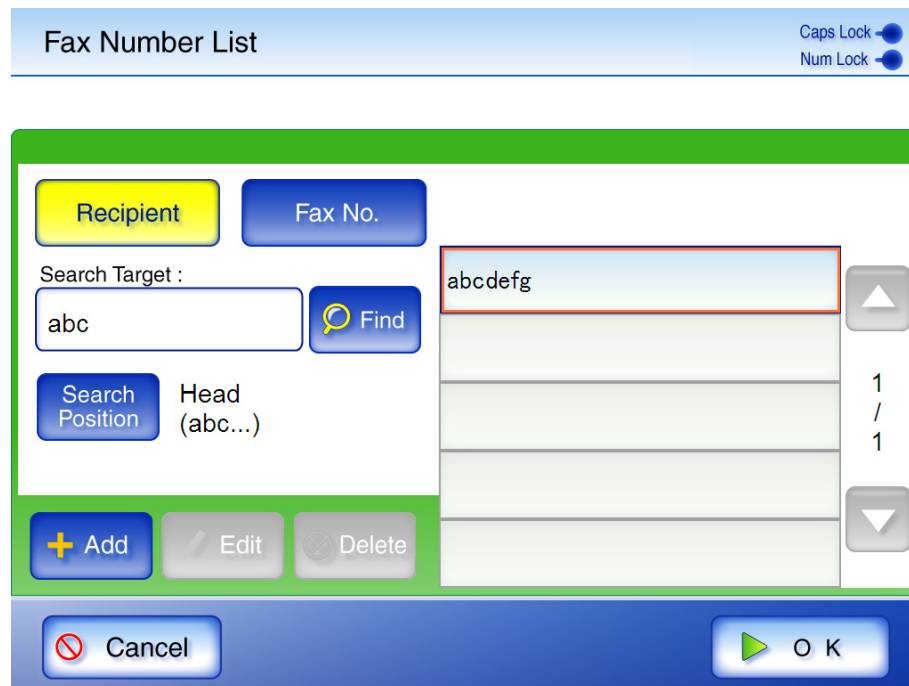 Fax Number List
Caps Lock
Num Lock
Recipient
Fax No.
Search Target :
abc
Find
Search
Position
Head
(abc...)
abcdefg
1
/
1
Add
Edit
Delete
Cancel
O K